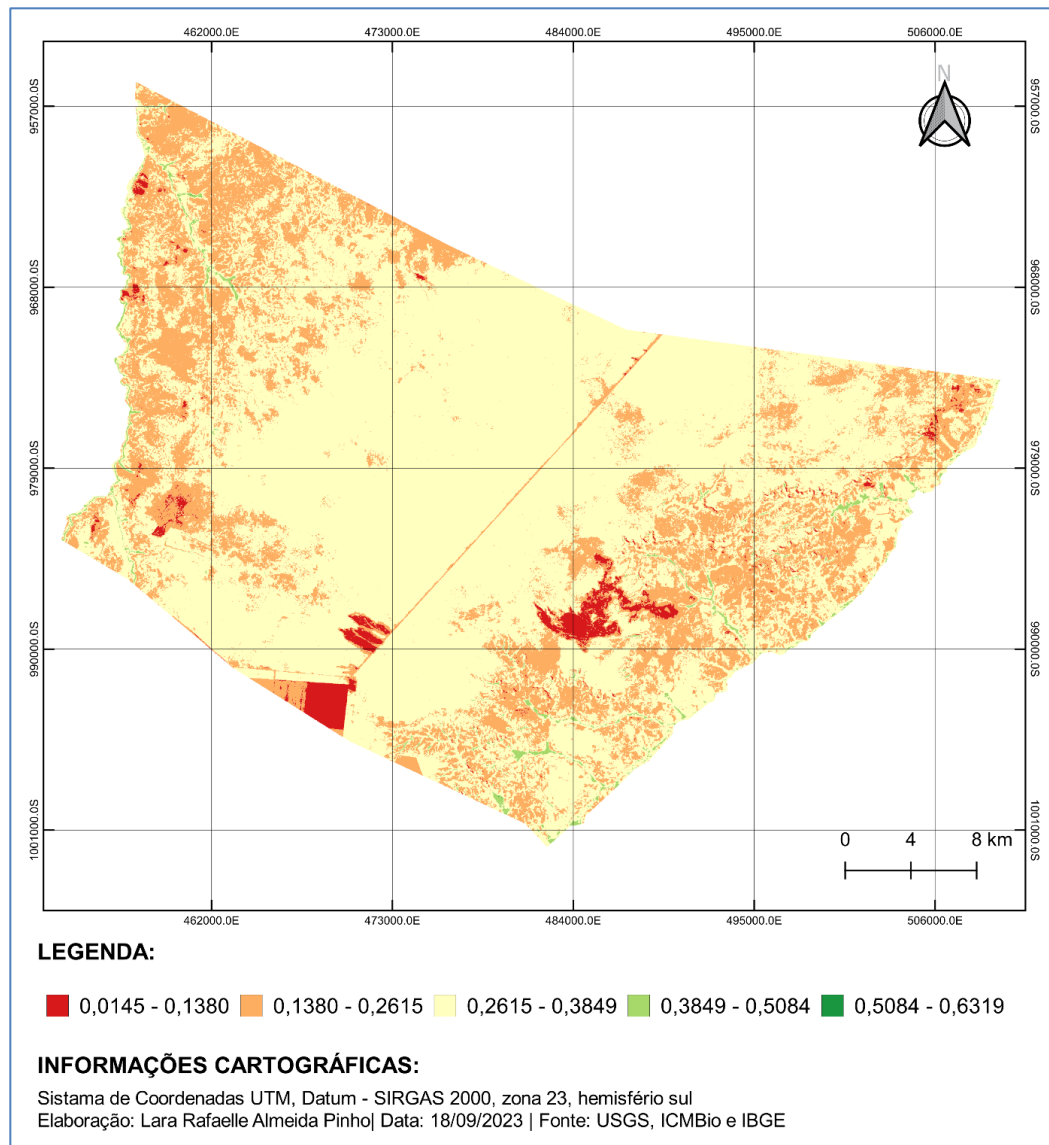 462000.0E 473000.0E 484000.0E 495000.0E 506000.0E
N
957000.0S 957000.0S
968000.0S 968000.0S
979000.0S 979000.0S
990000.0S 990000.0S
1001000.0S 1001000.0S
0 4 8 km
462000.0E 473000.0E 484000.0E 495000.0E 506000.0E
LEGENDA:
0,0145 - 0,1380 0,1380 - 0,2615 0,2615 - 0,3849 0,3849 - 0,5084 0,5084 - 0,6319
INFORMAÇÕES CARTOGRÁFICAS:
Sistama de Coordenadas UTM, Datum - SIRGAS 2000, zona 23, hemisfério sul
Elaboração: Lara Rafaelle Almeida Pinho| Data: 18/09/2023 | Fonte: USGS, ICMBio e IBGE